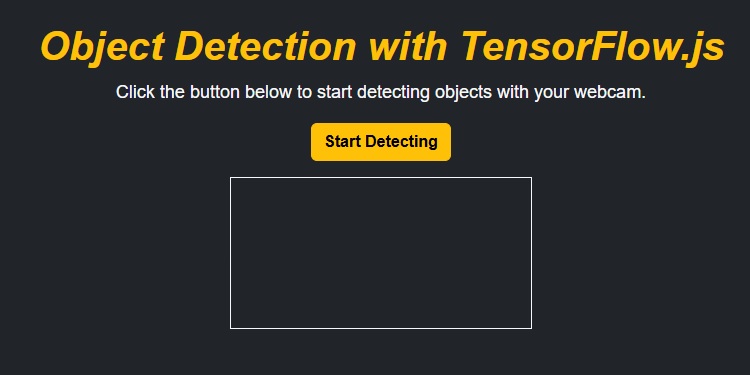 Object Detection with TensorFlow.js
Click the button below to start detecting objects with your webcam.
Start Detecting